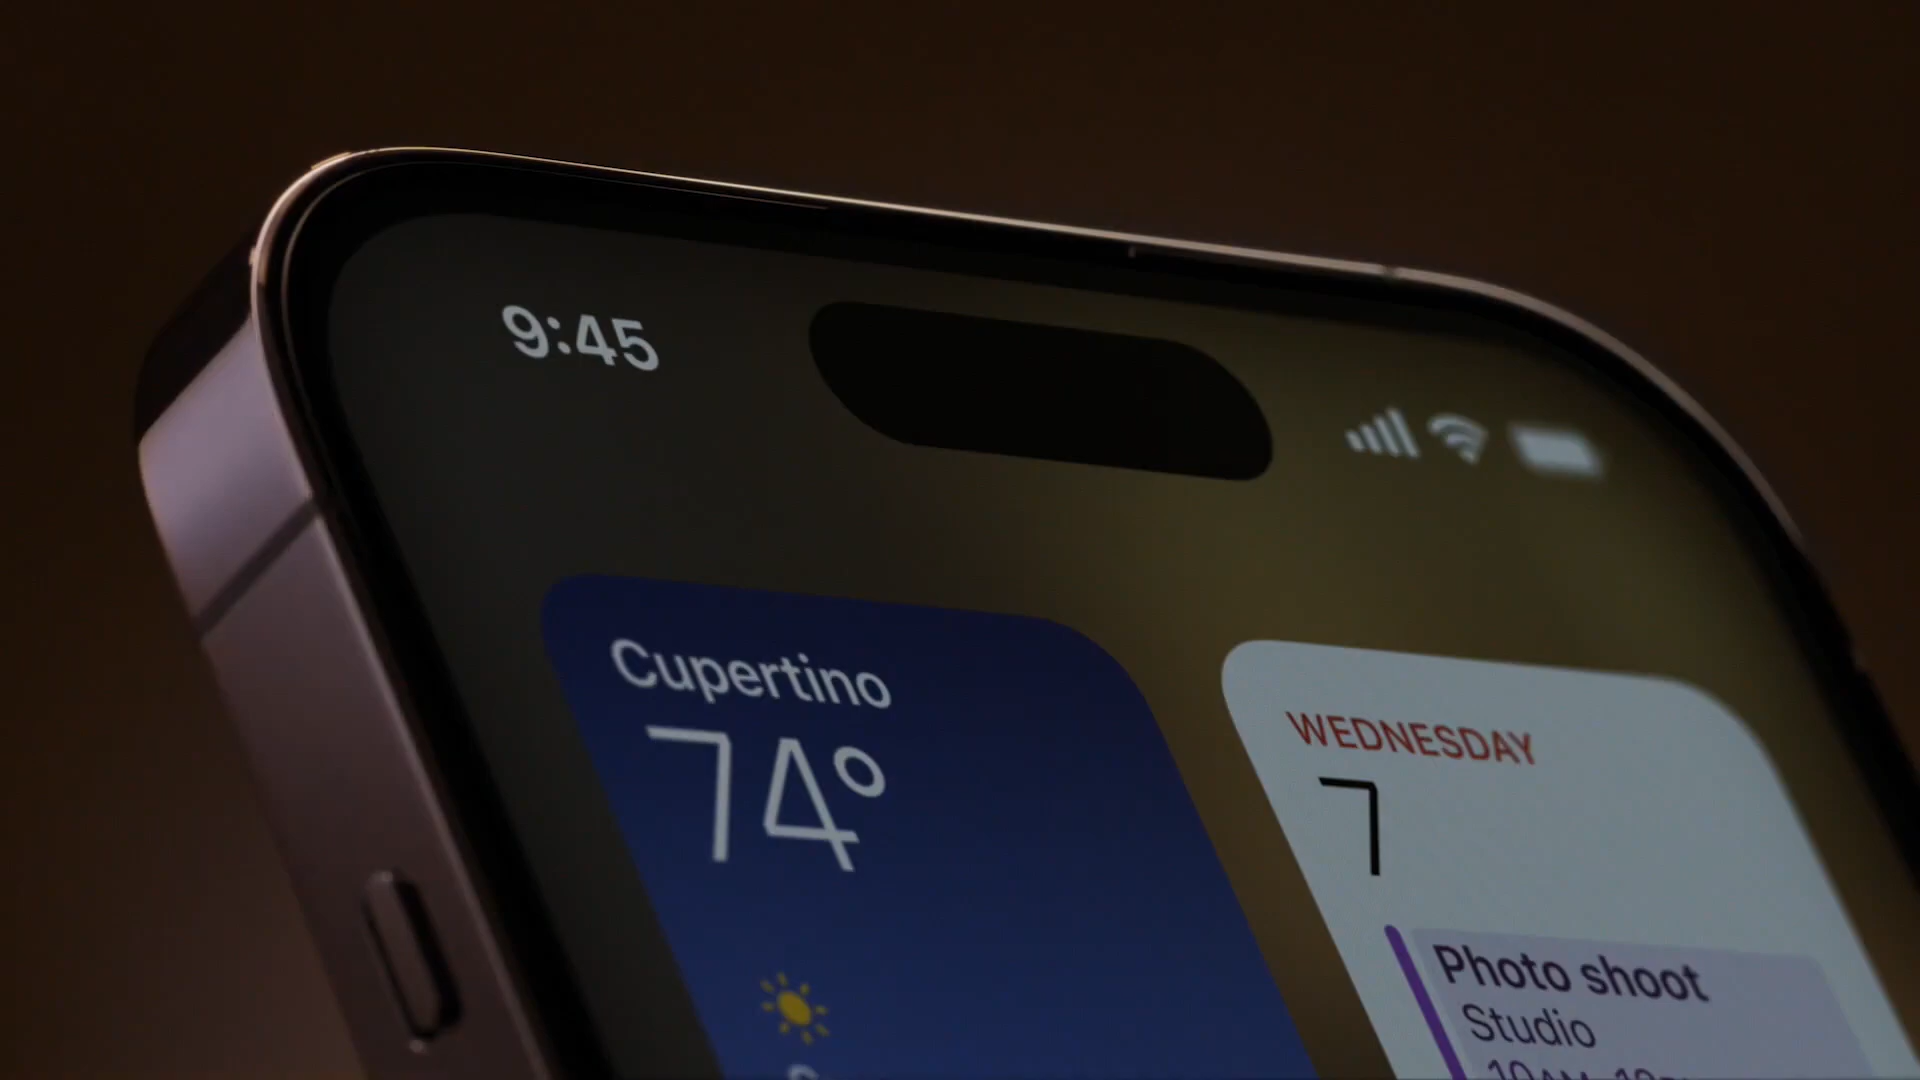 9:45
Cupertino
74°
WEDNESDAY
7
Photo shoot
Studio